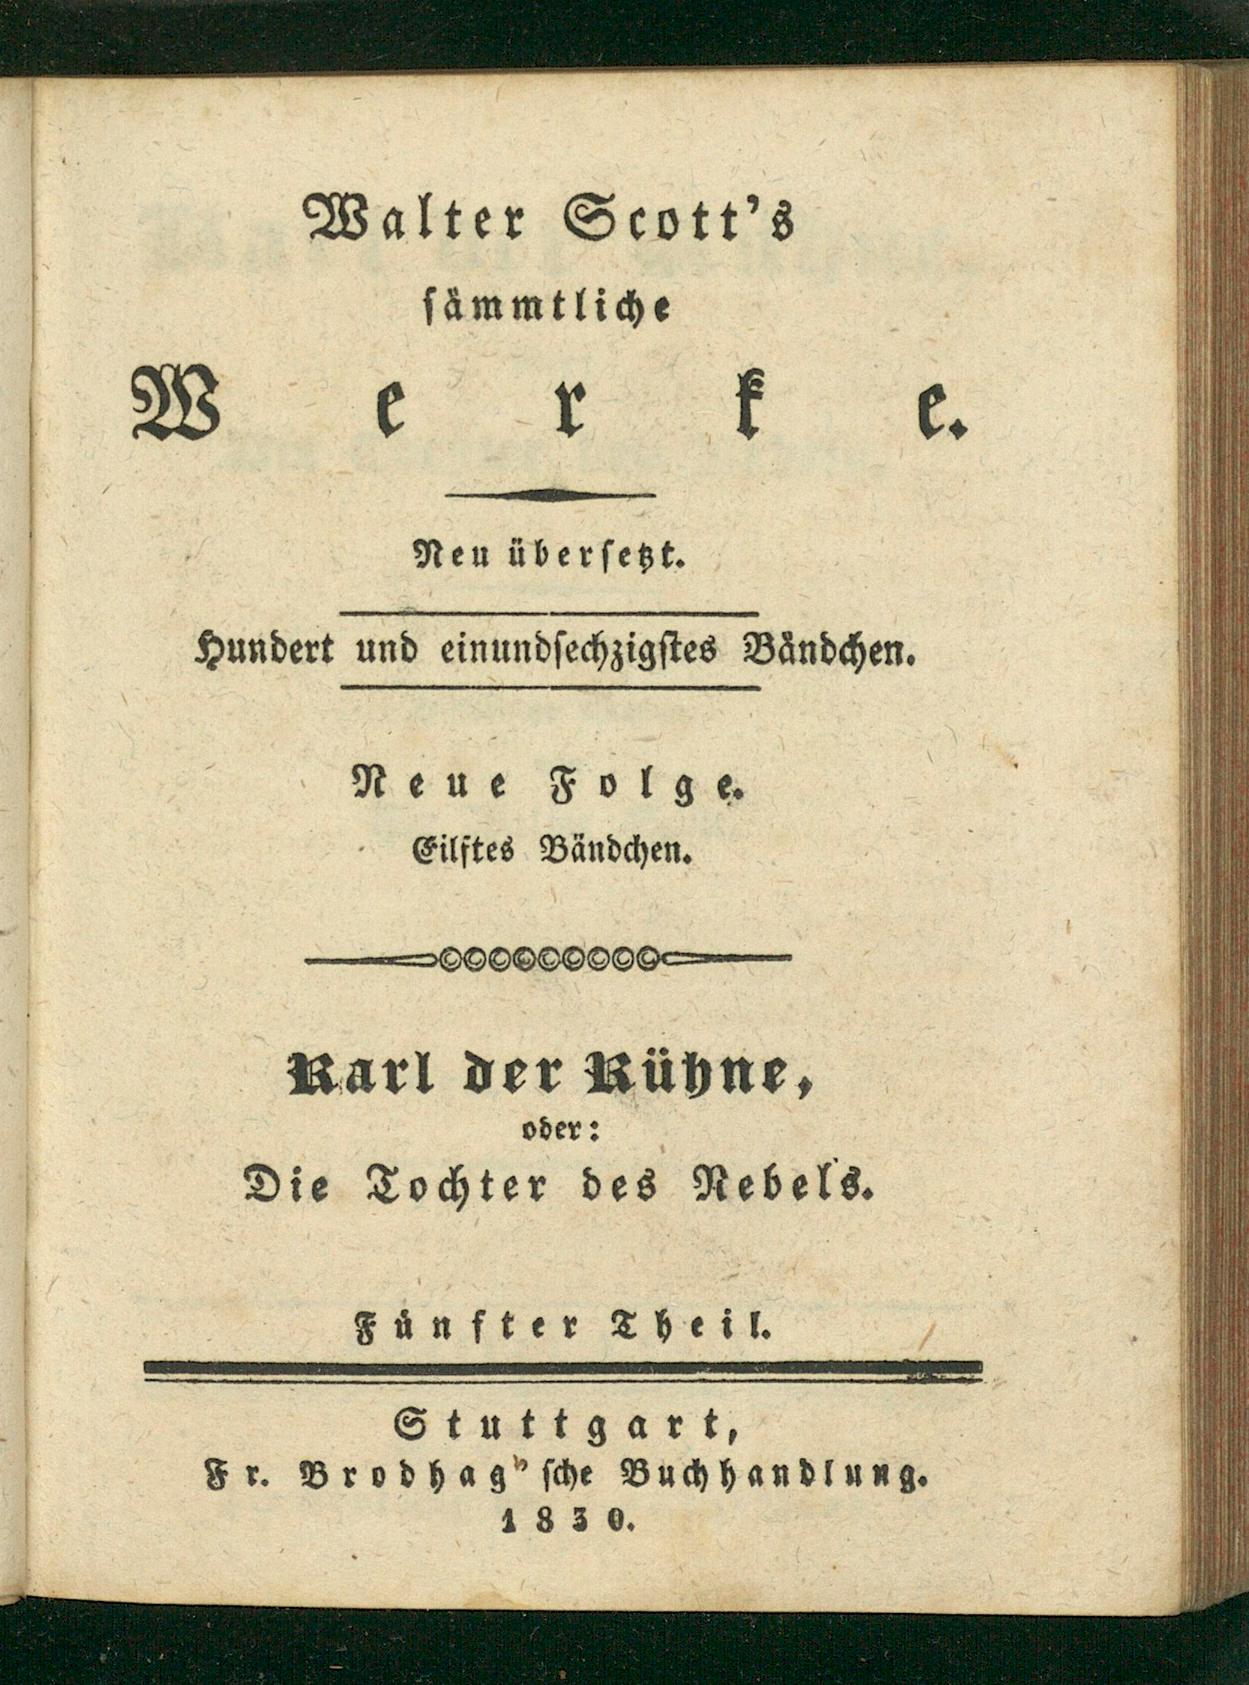 Walter Scott's
sämmtliche
Werke.
Neu übersetzt.
Hundert und einundsechzigstes Bändchen.
Neue Folge.
Eilftes Bändchen.
Karl der Kühne,
oder:
Die Tochter des Nebels.
Fünfter Theil.
Stuttgart,
Fr. Brodhag'sche Buchhandlung.
1830.